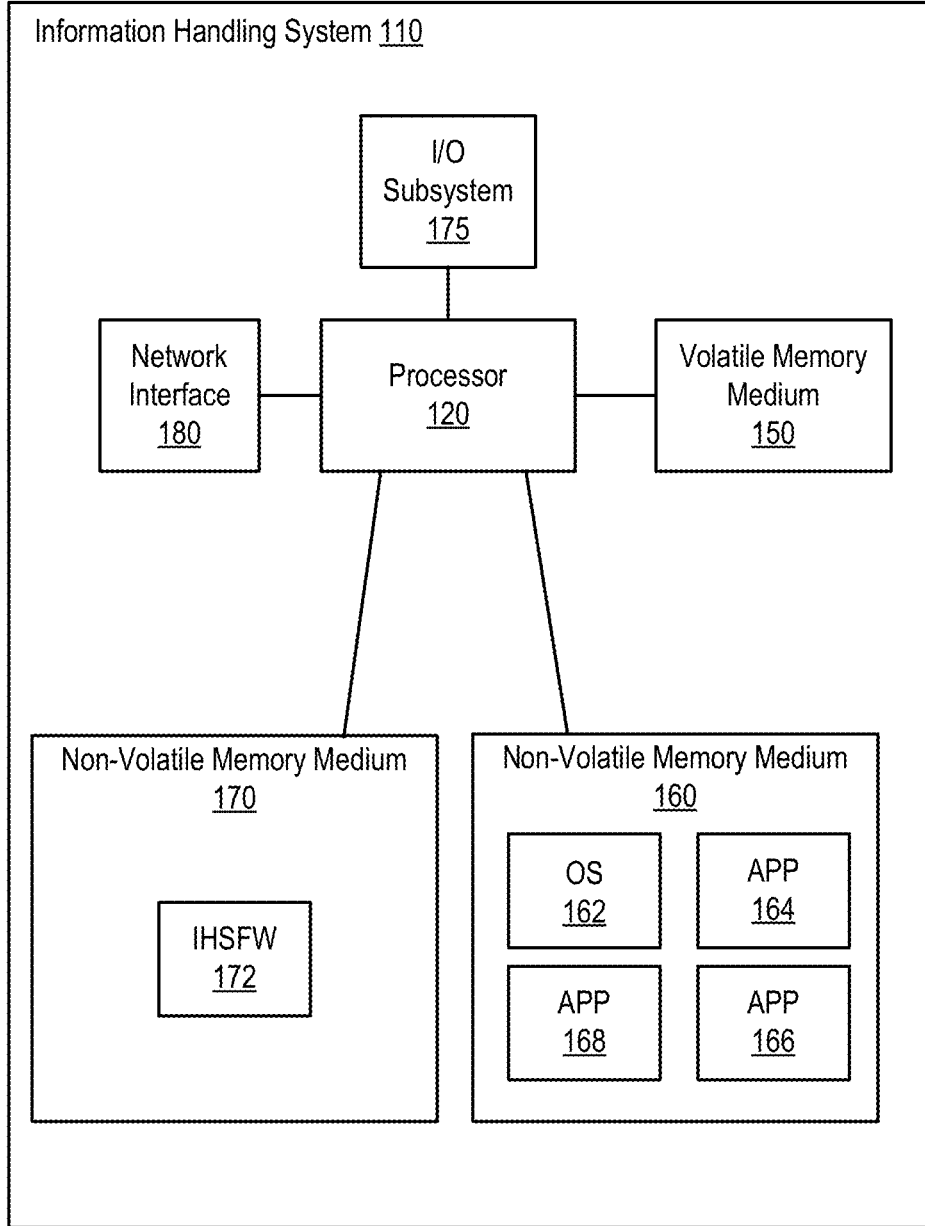 Information Handling System 110
I/O
Subsystem
175
Network
Interface
180
Processor
120
Volatile Memory
Medium
150
Non-Volatile Memory Medium
170
IHSFW
172
Non-Volatile Memory Medium
160
OS
162
APP
164
APP
168
APP
166